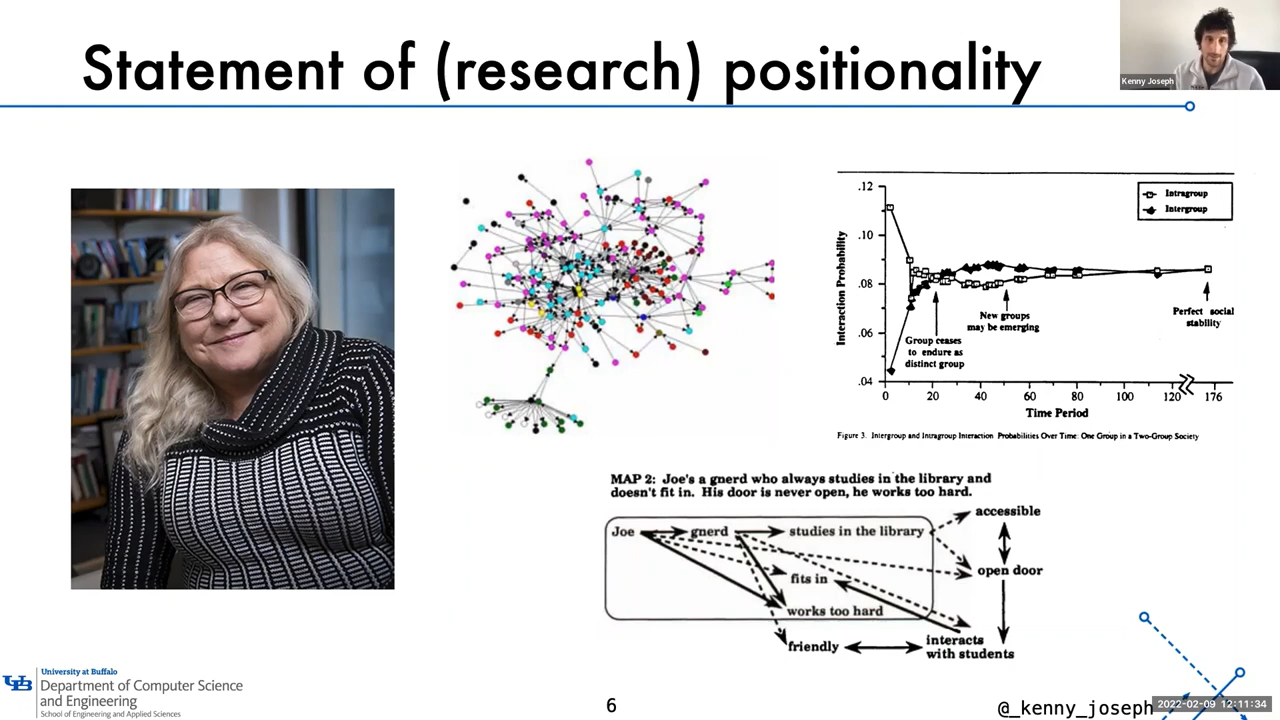 Statement of (research) positionality
Kenny Joseph
.12
.10
.08
.06
.04
Interaction Probability
Intragroup
Intergroup
Group ceases
to endure as
distinct group
New groups
may be emerging
Perfect social
stability
0 20 40 60 80 100 120 176
Time Period
Figure 3. Intergroup and Intragroup Interaction Probabilities Over Time: One Group in a Two-Group Society
MAP 2: Joe's a gnerd who always studies in the library and
doesn't fit in. His door is never open, he works too hard.
Joe gnerd studies in the library
accessible
fits in
open door
works too hard
friendly
interacts
with students
UB
University at Buffalo
Department of Computer Science
and Engineering
School of Engineering and Applied Sciences
6
@_kenny_joseph
2022-02-09 12:11:34